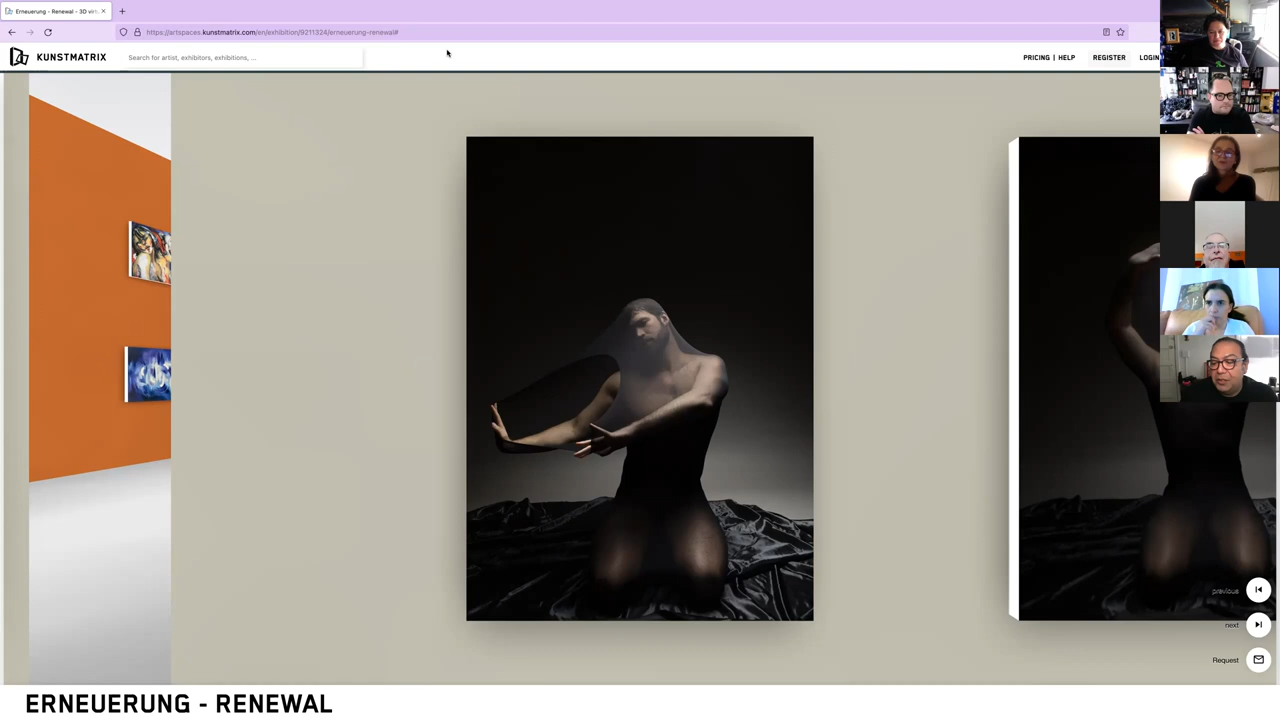 Erneuerung - Renewal - 3D virtu
https://artspaces.kunstmatrix.com/en/exhibition/9211324/erneuerung-renewal#
KUNSTMATRIX
Search for artist, exhibitors, exhibitions, ...
PRICING | HELP
REGISTER
LOGIN
previous
next
Request
ERNEUERUNG - RENEWAL